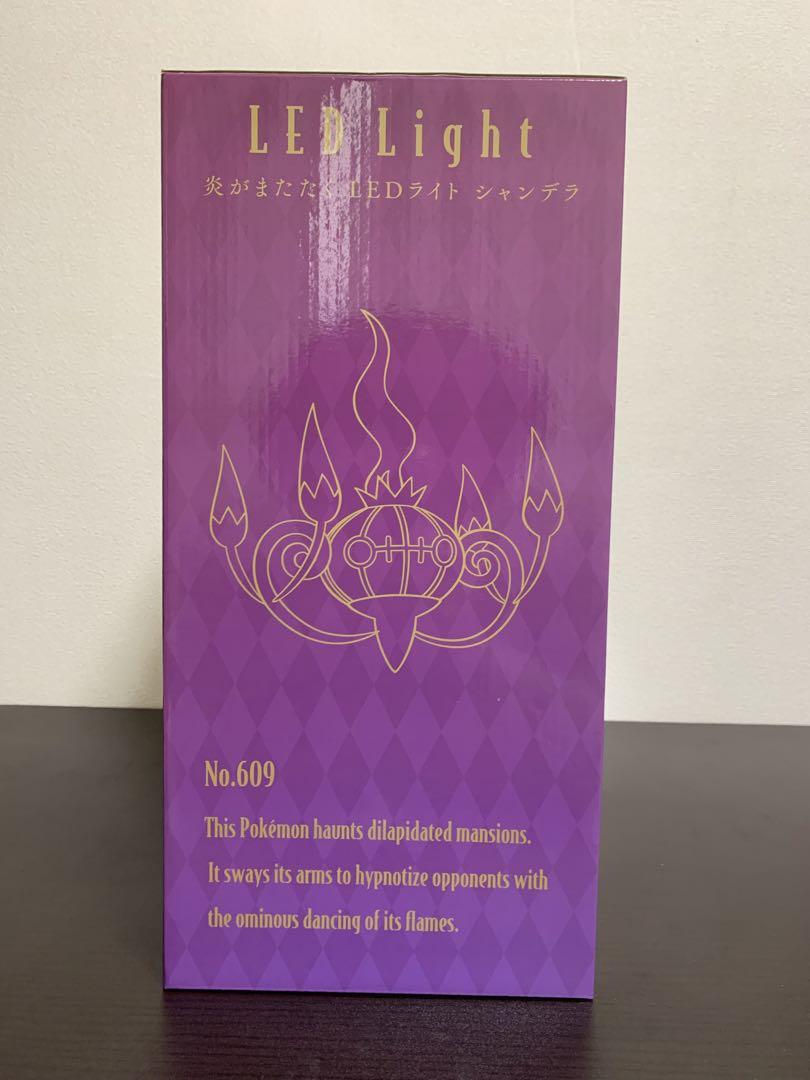 LED Light
炎がまたたく LEDライト シャンデラ
No.609
This Pokémon haunts dilapidated mansions.
It sways its arms to hypnotize opponents with
the ominous dancing of its flames.